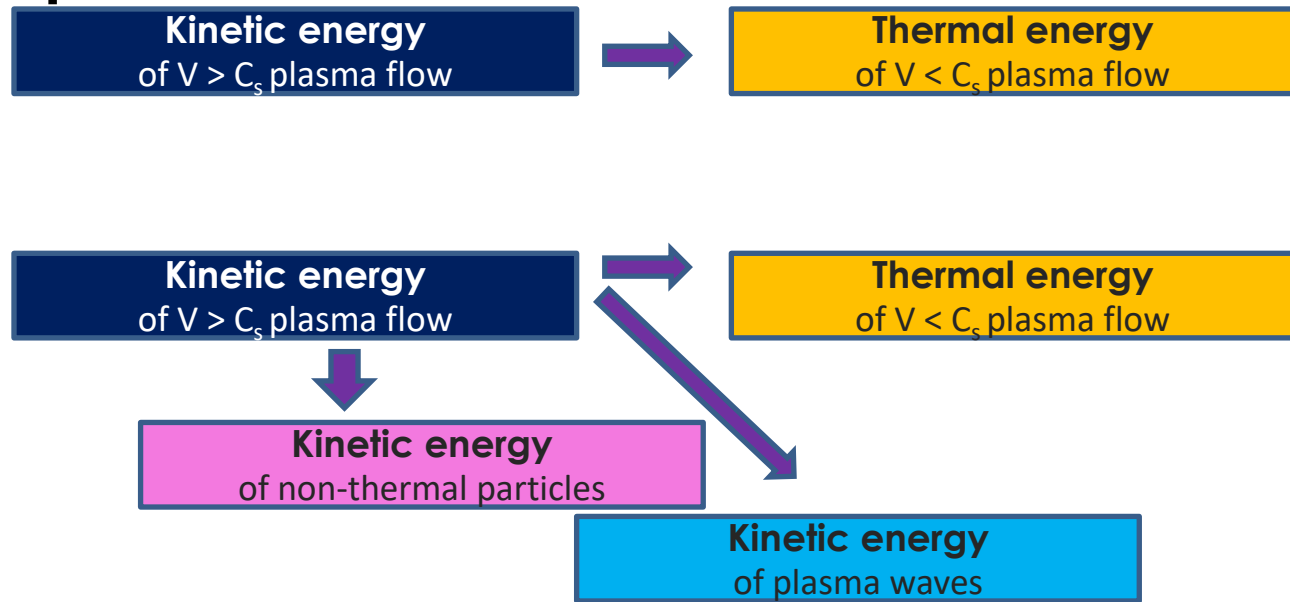 Kinetic energy
of V > Cs plasma flow
Thermal energy
of V < Cs plasma flow
Kinetic energy
of V > Cs plasma flow
Thermal energy
of V < Cs plasma flow
Kinetic energy
of non-thermal particles
Kinetic energy
of plasma waves